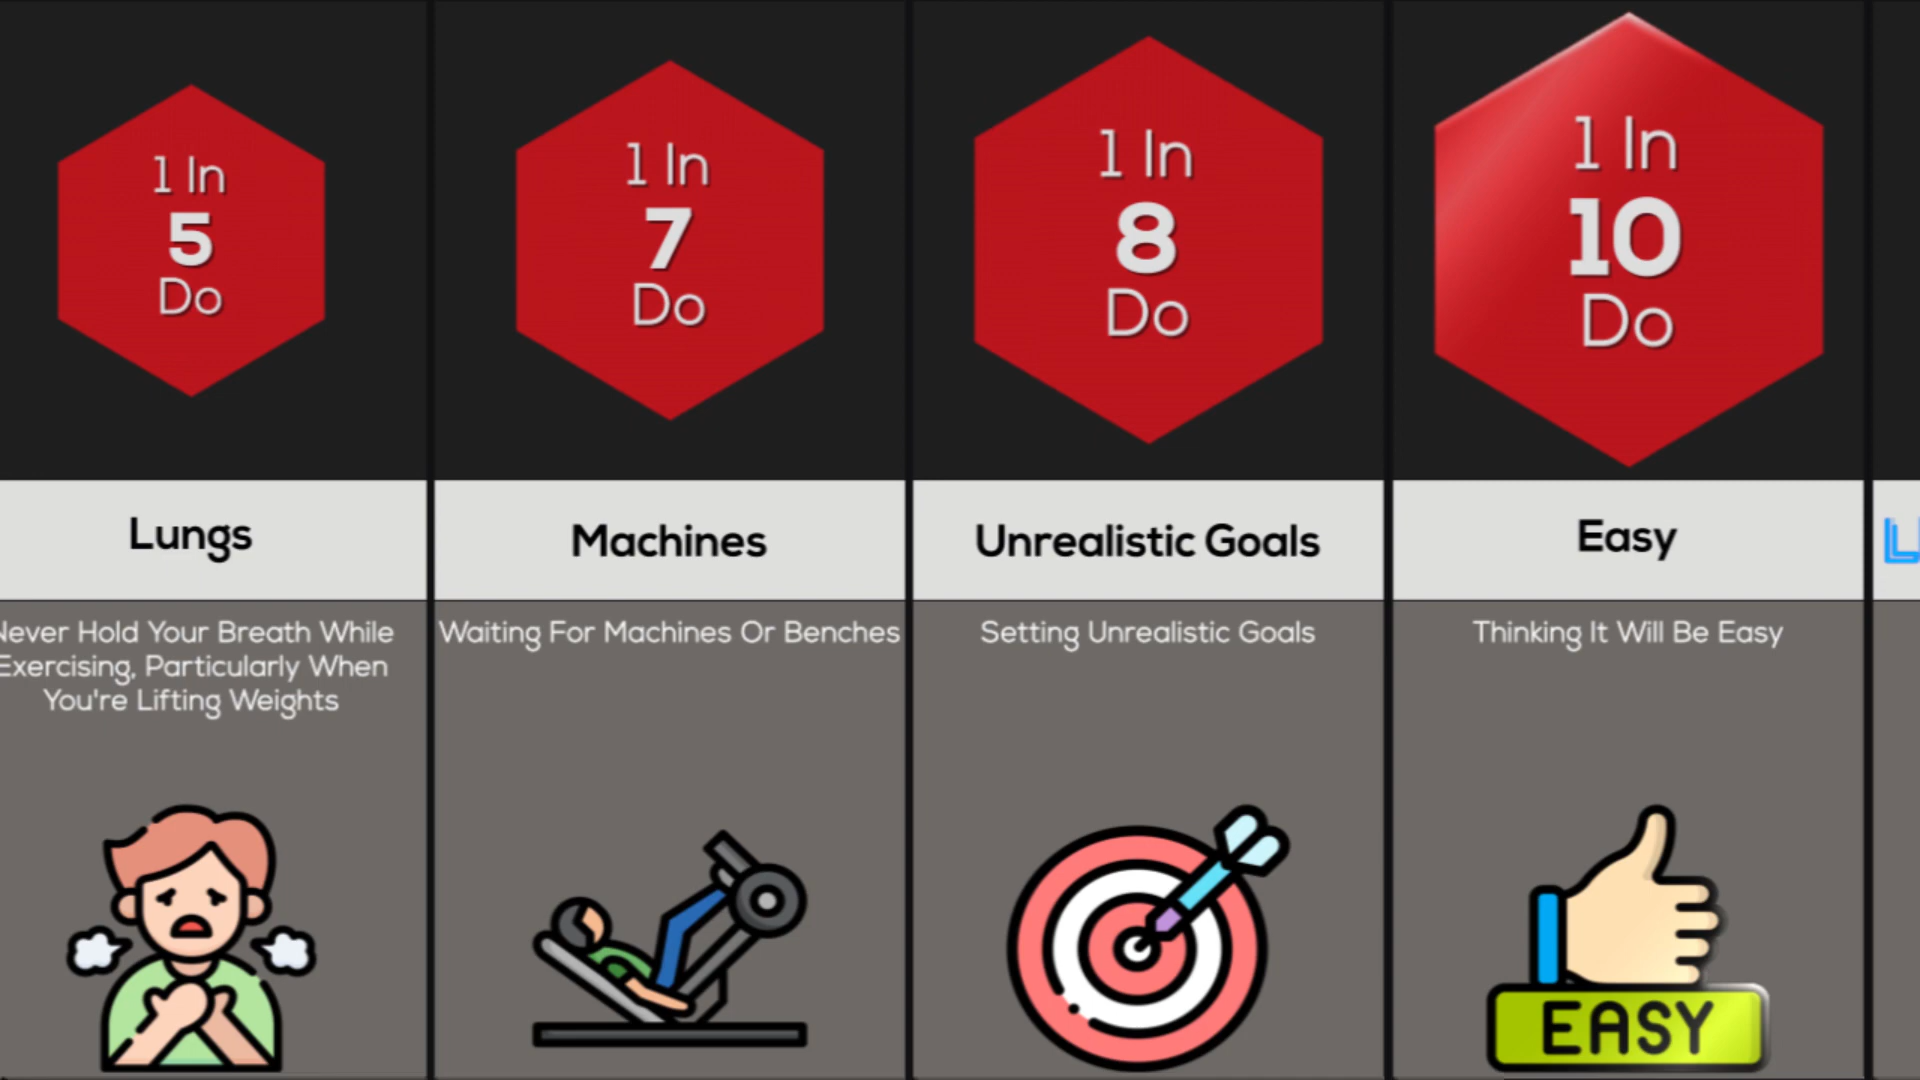 1 In
5
Do
1 In
7
Do
1 In
8
Do
1 In
10
Do
Lungs
Machines
Unrealistic Goals
Easy
Never Hold Your Breath While
Exercising, Particularly When
You're Lifting Weights
Waiting For Machines Or Benches
Setting Unrealistic Goals
Thinking It Will Be Easy
EASY